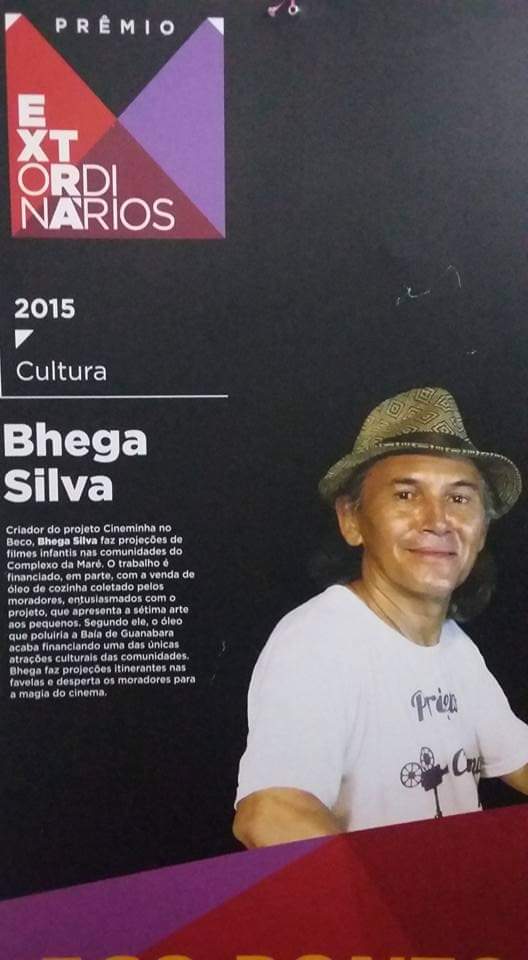 PRÊMIO
EXTRAORDINÁRIOS
2015
Cultura
Bhega
Silva
Criador do projeto Cineminha no
Beco, Bhega Silva faz projeções de
filmes infantis nas comunidades do
Complexo da Maré. O trabalho é
financiado, em parte, com a venda de
óleo de cozinha coletado pelos
moradores, entusiasmados com o
projeto, que apresenta a sétima arte
aos pequenos. Segundo ele, o óleo
que poluiria a Baía de Guanabara
acaba financiando uma das únicas
atrações culturais das comunidades.
Bhega faz projeções itinerantes nas
favelas e desperta os moradores para
a magia do cinema.